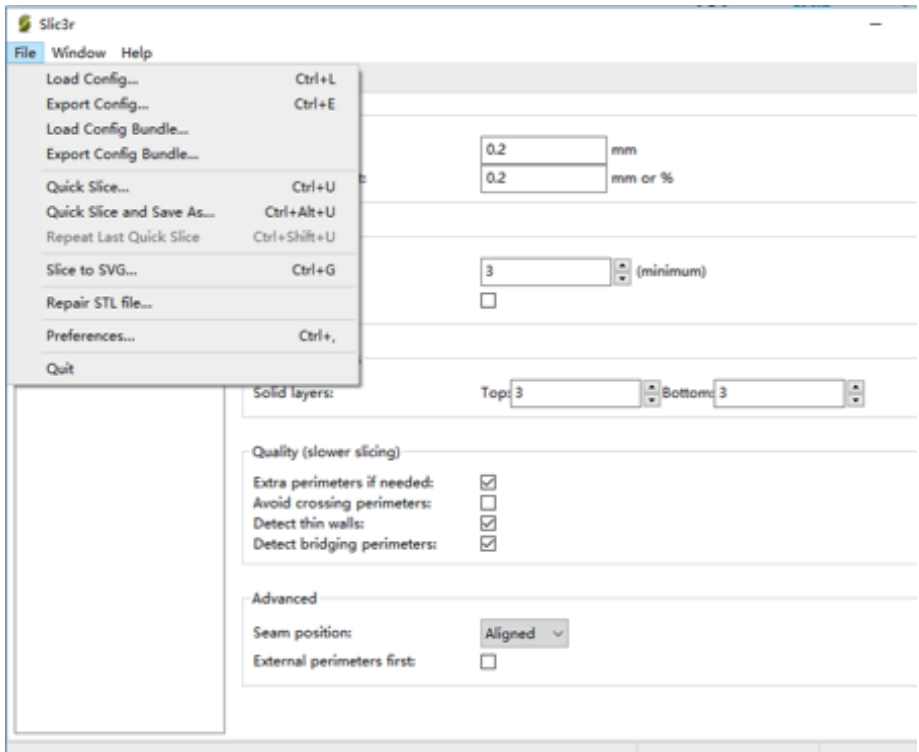 Slic3r
File Window Help
Load Config... Ctrl+L
Export Config... Ctrl+E
Load Config Bundle...
Export Config Bundle...
0.2 mm
0.2 mm or %
Quick Slice... Ctrl+U
Quick Slice and Save As... Ctrl+Alt+U
Repeat Last Quick Slice Ctrl+Shift+U
Slice to SVG... Ctrl+G
3 (minimum)
Repair STL file...
Preferences... Ctrl+,
Quit
Solid layers: Top: 3 Bottom: 3
Quality (slower slicing)
Extra perimeters if needed:
Avoid crossing perimeters:
Detect thin walls:
Detect bridging perimeters:
Advanced
Seam position: Aligned
External perimeters first: